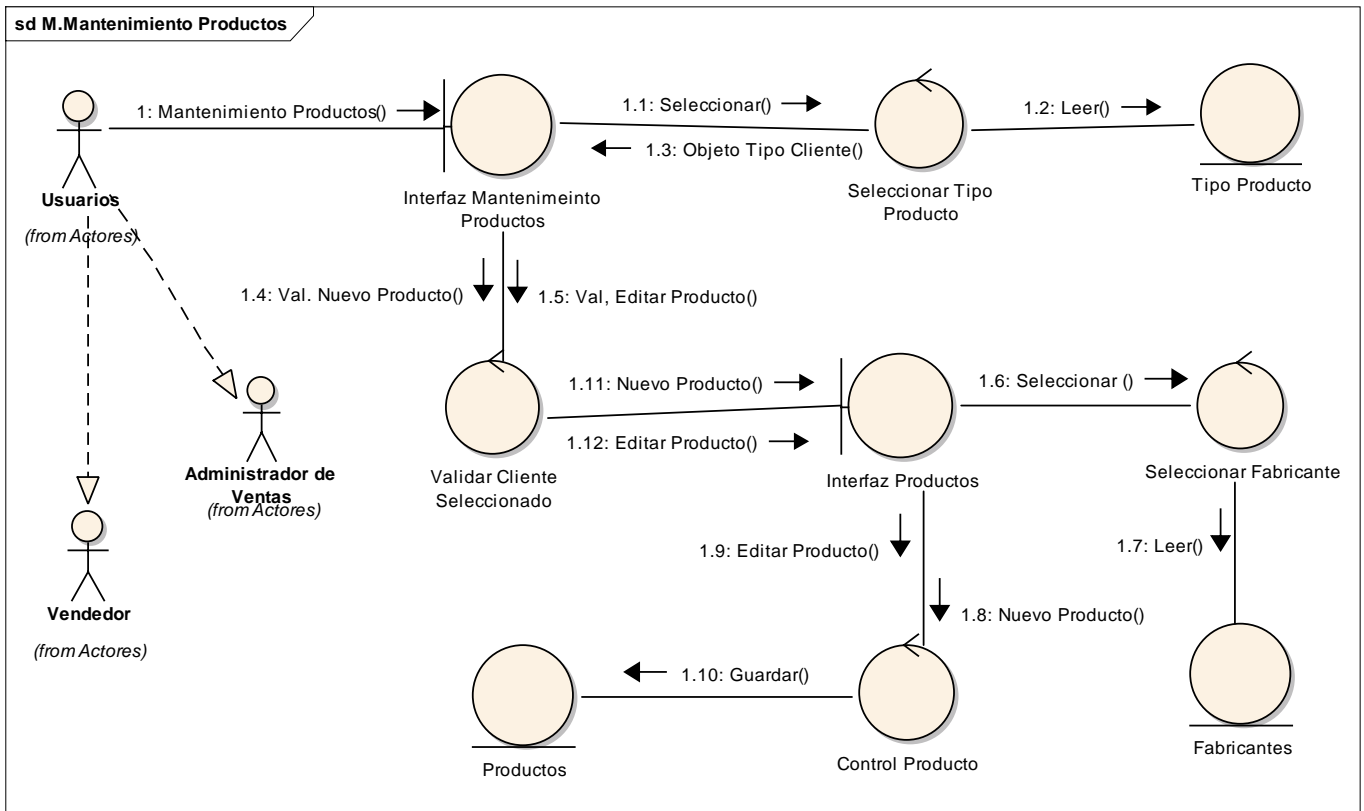 sd M.Mantenimiento Productos
1: Mantenimiento Productos()
1.1: Seleccionar()
1.2: Leer()
1.3: Objeto Tipo Cliente()
Usuarios
(from Actores)
Interfaz Mantenimeinto
Productos
Seleccionar Tipo
Producto
Tipo Producto
1.4: Val. Nuevo Producto()
1.5: Val, Editar Producto()
1.11: Nuevo Producto()
1.12: Editar Producto()
1.6: Seleccionar ()
Administrador de
Ventas
(from Actores)
Validar Cliente
Seleccionado
Interfaz Productos
Seleccionar Fabricante
1.9: Editar Producto()
1.7: Leer()
1.8: Nuevo Producto()
Vendedor
(from Actores)
1.10: Guardar()
Productos
Control Producto
Fabricantes